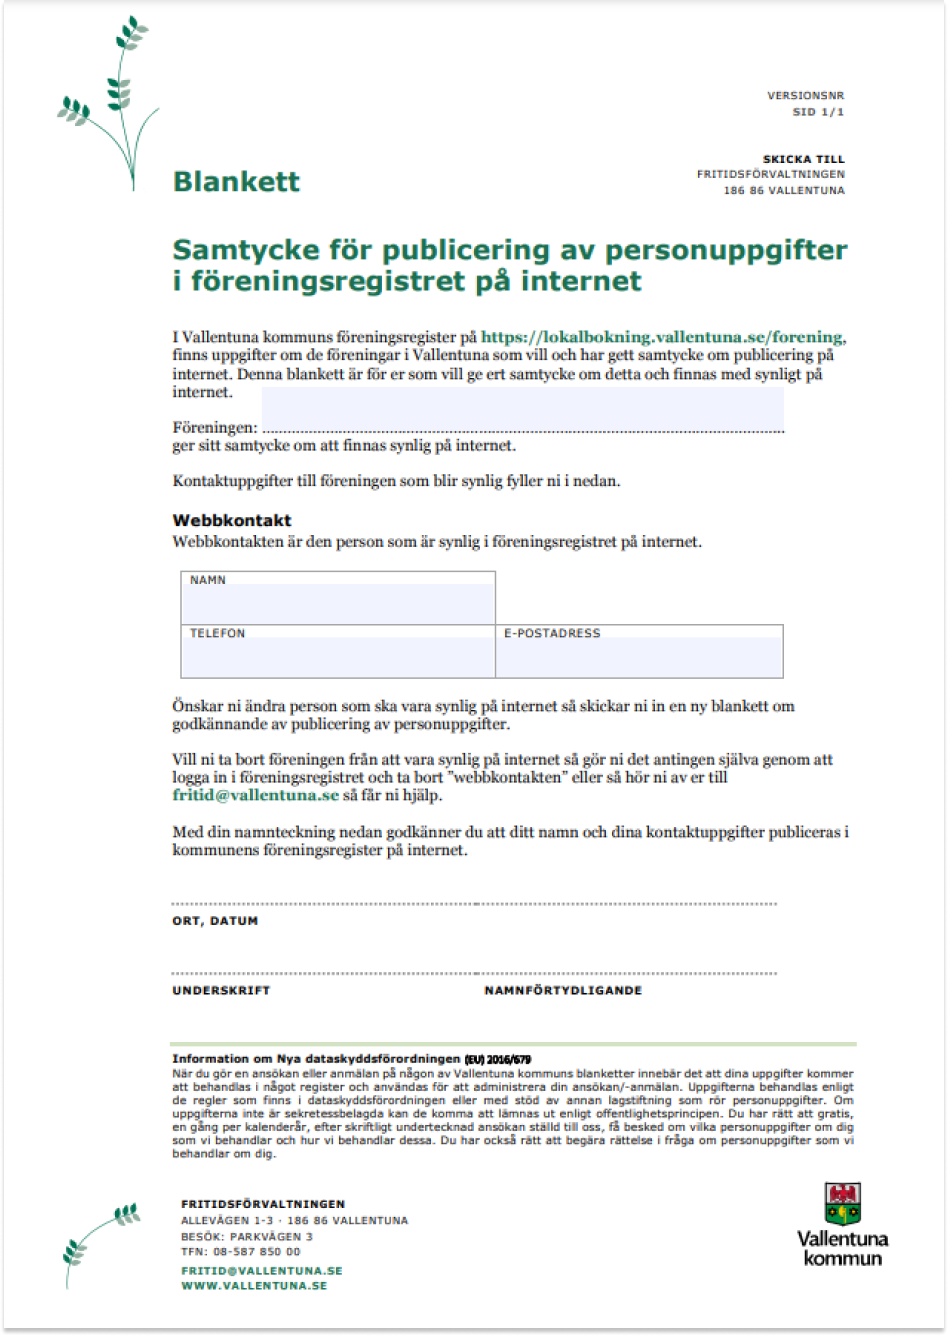 VERSIONSNR
SID 1/1
SKICKA TILL
FRITIDSFÖRVALTNINGEN
186 86 VALLENTUNA
Blankett
Samtycke för publicering av personuppgifter
i föreningsregistret på internet
I Vallentuna kommuns föreningsregister på https://lokalbokning.vallentuna.se/forening,
finns uppgifter om de föreningar i Vallentuna som vill och har gett samtycke om publicering på
internet. Denna blankett är för er som vill ge ert samtycke om detta och finnas med synligt på
internet.
Föreningen: ................................................................................
ger sitt samtycke om att finnas synlig på internet.
Kontaktuppgifter till föreningen som blir synlig fyller ni i nedan.
Webbkontakt
Webbkontakten är den person som är synlig i föreningsregistret på internet.
NAMN
TELEFON
E-POSTADRESS
Önskar ni ändra person som ska vara synlig på internet så skickar ni in en ny blankett om
godkännande av publicering av personuppgifter.
Vill ni ta bort föreningen från att vara synlig på internet så gör ni det antingen själva genom att
logga in i föreningsregistret och ta bort ”webbkontakten” eller så hör ni av er till
fritid@vallentuna.se så får ni hjälp.
Med din namnteckning nedan godkänner du att ditt namn och dina kontaktuppgifter publiceras i
kommunens föreningsregister på internet.
ORT, DATUM
UNDERSKRIFT
NAMNFÖRTYDLIGANDE
Information om Nya dataskyddsförordningen (EU) 2016/679
När du gör en ansökan eller anmälan på någon av Vallentuna kommuns blanketter innebär det att dina uppgifter kommer
att behandlas i något register och användas för att administrera din ansökan/-anmälan. Uppgifterna behandlas enligt
de regler som finns i dataskyddsförordningen eller med stöd av annan lagstiftning som rör personuppgifter. Om
uppgifterna inte är sekretessbelagda kan de komma att lämnas ut enligt offentlighetsprincipen. Du har rätt att gratis,
en gång per kalenderår, efter skriftligt undertecknad ansökan ställd till oss, få besked om vilka personuppgifter om dig
som vi behandlar och hur vi behandlar dessa. Du har också rätt att begära rättelse i fråga om personuppgifter som vi
behandlar om dig.
FRITIDSFÖRVALTNINGEN
ALLEVÄGEN 1-3 · 186 86 VALLENTUNA
BESÖK: PARKVÄGEN 3
TFN: 08-587 850 00
FRITID@VALLENTUNA.SE
WWW.VALLENTUNA.SE
Vallentuna
kommun